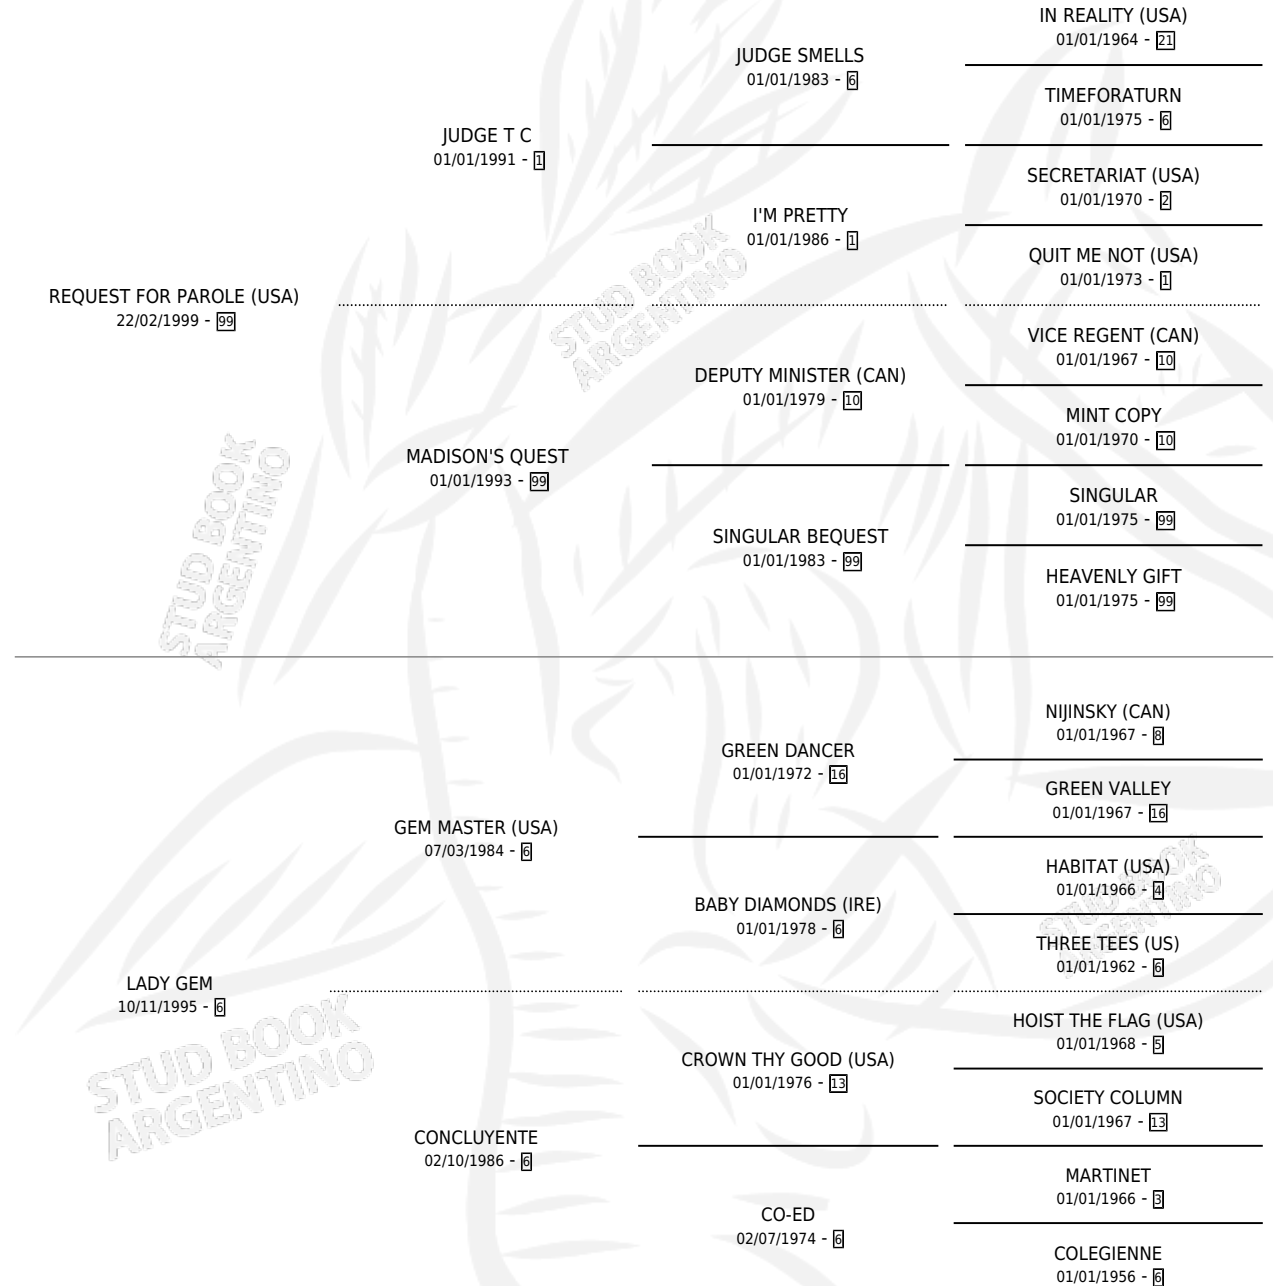 IN REALITY (USA)
01/01/1964 - 21
JUDGE SMELLS
01/01/1983 - 6
TIMEFORATURN
01/01/1975 - 6
JUDGE T C
01/01/1991 - 1
SECRETARIAT (USA)
01/01/1970 - 2
I'M PRETTY
01/01/1986 - 1
QUIT ME NOT (USA)
01/01/1973 - 1
REQUEST FOR PAROLE (USA)
22/02/1999 - 99
VICE REGENT (CAN)
01/01/1967 - 10
DEPUTY MINISTER (CAN)
01/01/1979 - 10
MINT COPY
01/01/1970 - 10
MADISON'S QUEST
01/01/1993 - 99
SINGULAR
01/01/1975 - 99
SINGULAR BEQUEST
01/01/1983 - 99
HEAVENLY GIFT
01/01/1975 - 99
NIJINSKY (CAN)
01/01/1967 - 8
GREEN DANCER
01/01/1972 - 16
GREEN VALLEY
01/01/1967 - 16
GEM MASTER (USA)
07/03/1984 - 6
HABITAT (USA)
01/01/1966 - 4
BABY DIAMONDS (IRE)
01/01/1978 - 6
THREE TEES (US)
01/01/1962 - 6
LADY GEM
10/11/1995 - 6
HOIST THE FLAG (USA)
01/01/1968 - 5
CROWN THY GOOD (USA)
01/01/1976 - 13
SOCIETY COLUMN
01/01/1967 - 13
CONCLUYENTE
02/10/1986 - 6
MARTINET
01/01/1966 - 3
CO-ED
02/07/1974 - 6
COLEGIENNE
01/01/1956 - 6
STUD BOOK
ARGENTINO
STUD BOOK
ARGENTINO
STUD BOOK
ARGENTINO
STUD BOOK
ARGENTINO